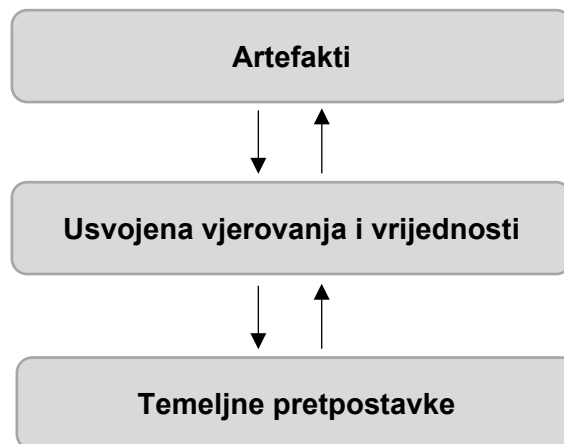 Artefakti
Usvojena vjerovanja i vrijednosti
Temeljne pretpostavke